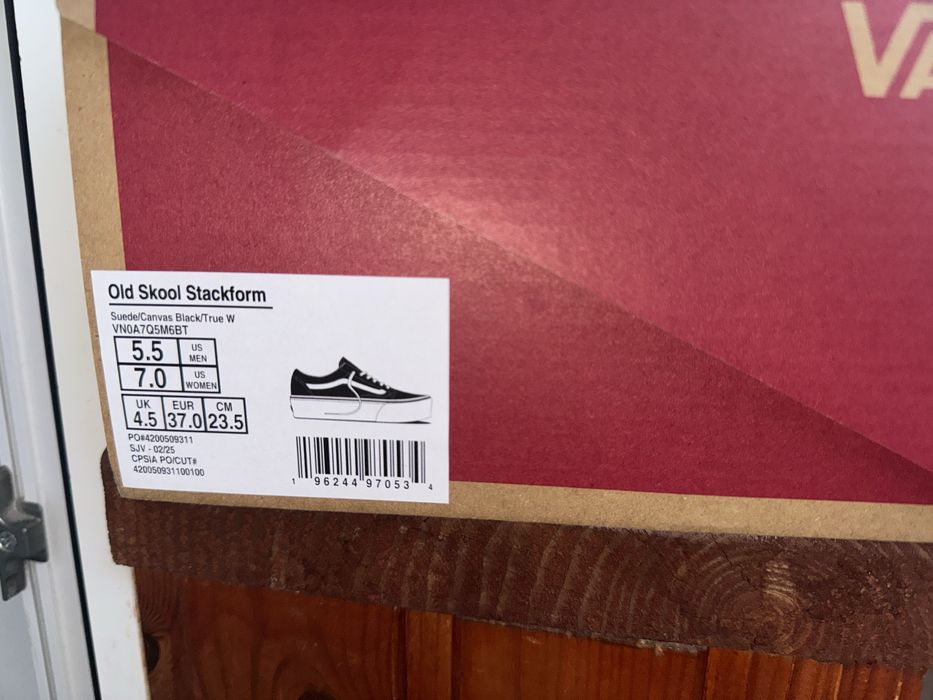 VA
Old Skool Stackform
Suede/Canvas Black/True W
VN0A7Q5M6BT
5.5 US MEN
7.0 US WOMEN
UK EUR CM
4.5 37.0 23.5
PO#4200509311
SJV - 02/25
CPSIA PO/CUT#
420050931100100
1 96244 97053 4